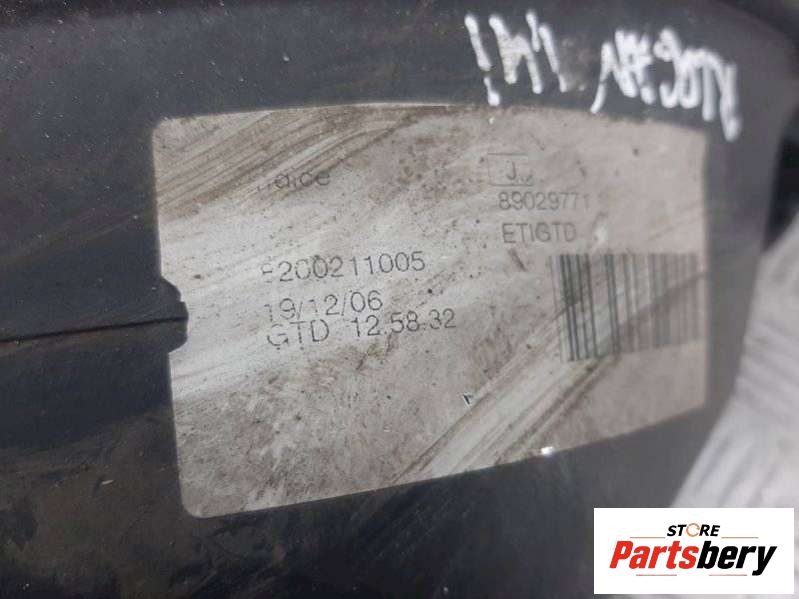 J
89029771
ETIGTD
8200211005
19/12/06
GTD 12.58.32
STORE
Partsbery